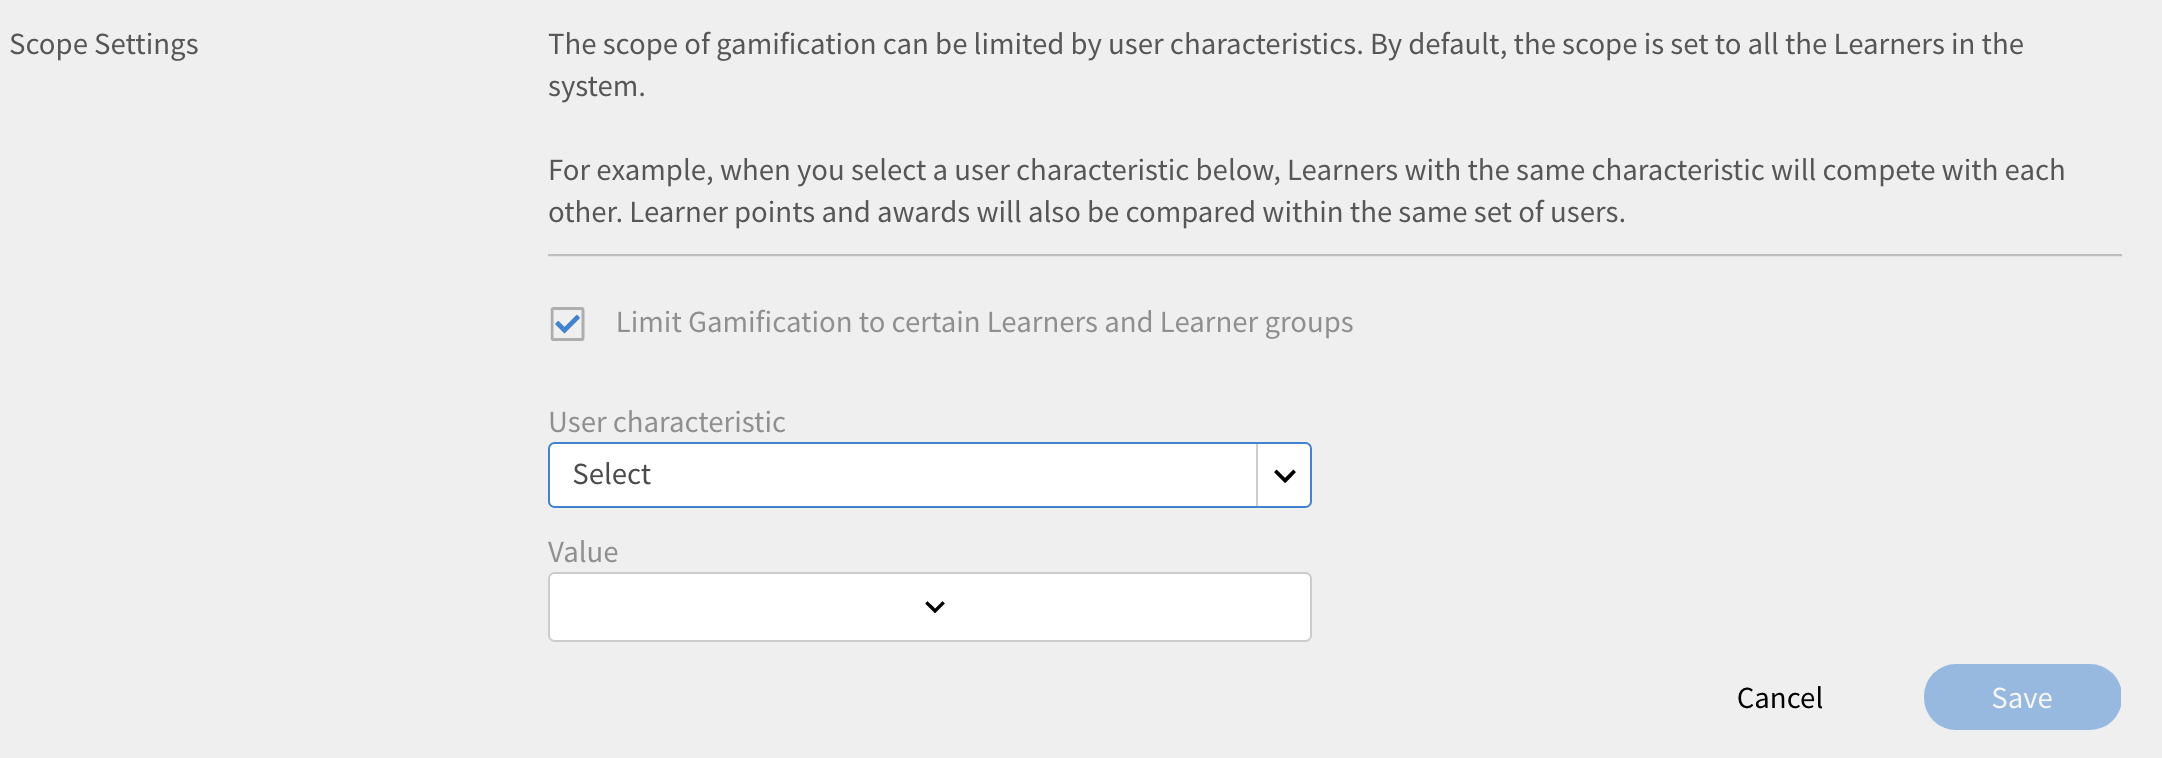 Scope Settings
The scope of gamification can be limited by user characteristics. By default, the scope is set to all the Learners in the
system.
For example, when you select a user characteristic below, Learners with the same characteristic will compete with each
other. Learner points and awards will also be compared within the same set of users.
Limit Gamification to certain Learners and Learner groups
User characteristic
Select
Value
Cancel
Save